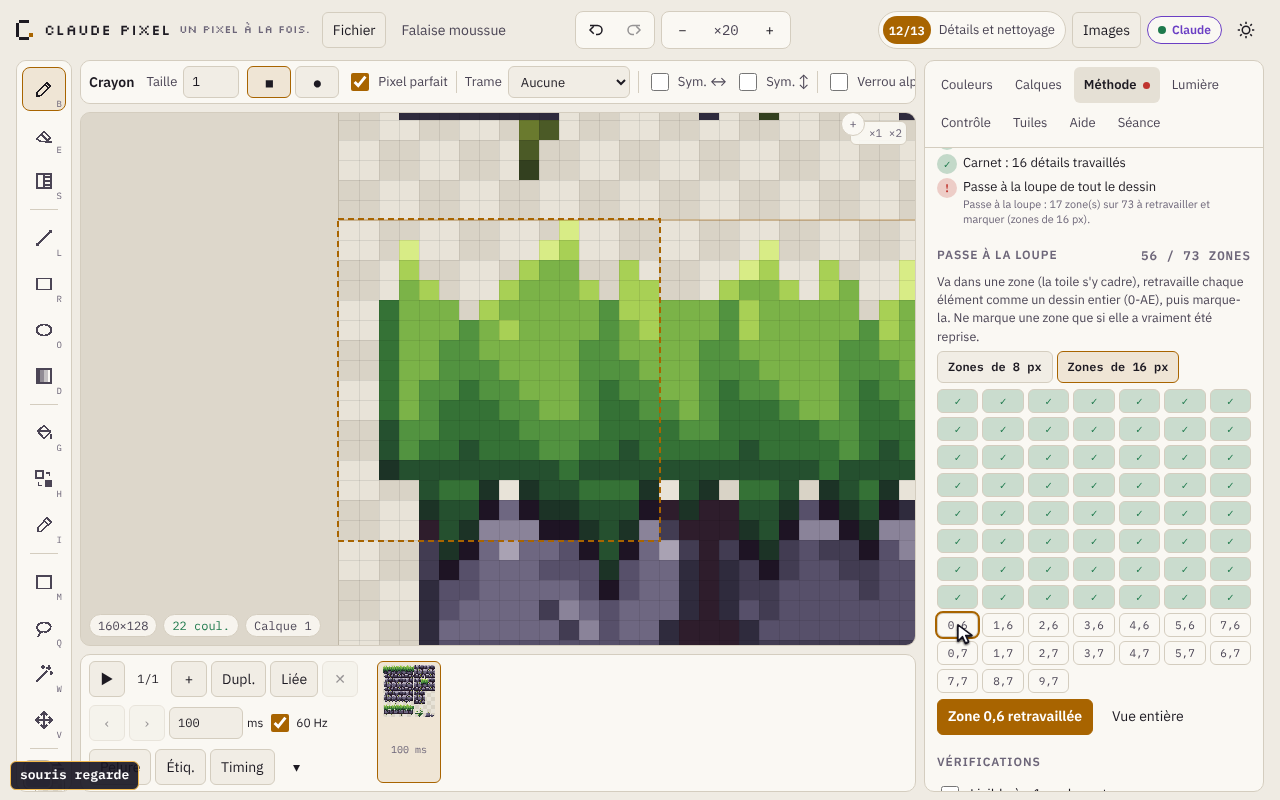 CLAUDE PIXEL UN PIXEL À LA FOIS. Fichier Falaise moussue − ×20 + 12/13 Détails et nettoyage Images Claude
Crayon Taille 1 Pixel parfait Trame Aucune Sym. Sym. Verrou alp
B
E
S
L
R
O
D
G
H
I
M
Q
W
V
+ ×1 ×2
160×128 22 coul. Calque 1
1/1 + Dupl. Liée ×
‹ › 100 ms 60 Hz
Étiq. Timing ▼
100 ms
souris regarde
Couleurs Calques Méthode Lumière
Contrôle Tuiles Aide Séance
✓ Carnet : 16 détails travaillés
! Passe à la loupe de tout le dessin
Passe à la loupe : 17 zone(s) sur 73 à retravailler et
marquer (zones de 16 px).
PASSE À LA LOUPE 56 / 73 ZONES
Va dans une zone (la toile s'y cadre), retravaille chaque
élément comme un dessin entier (0-AE), puis marque-
la. Ne marque une zone que si elle a vraiment été
reprise.
Zones de 8 px Zones de 16 px
✓ ✓ ✓ ✓ ✓ ✓ ✓
✓ ✓ ✓ ✓ ✓ ✓ ✓
✓ ✓ ✓ ✓ ✓ ✓ ✓
✓ ✓ ✓ ✓ ✓ ✓ ✓
✓ ✓ ✓ ✓ ✓ ✓ ✓
✓ ✓ ✓ ✓ ✓ ✓ ✓
✓ ✓ ✓ ✓ ✓ ✓ ✓
✓ ✓ ✓ ✓ ✓ ✓ ✓
0,6 1,6 2,6 3,6 4,6 5,6 7,6
0,7 1,7 2,7 3,7 4,7 5,7 6,7
7,7 8,7 9,7
Zone 0,6 retravaillée Vue entière
VÉRIFICATIONS